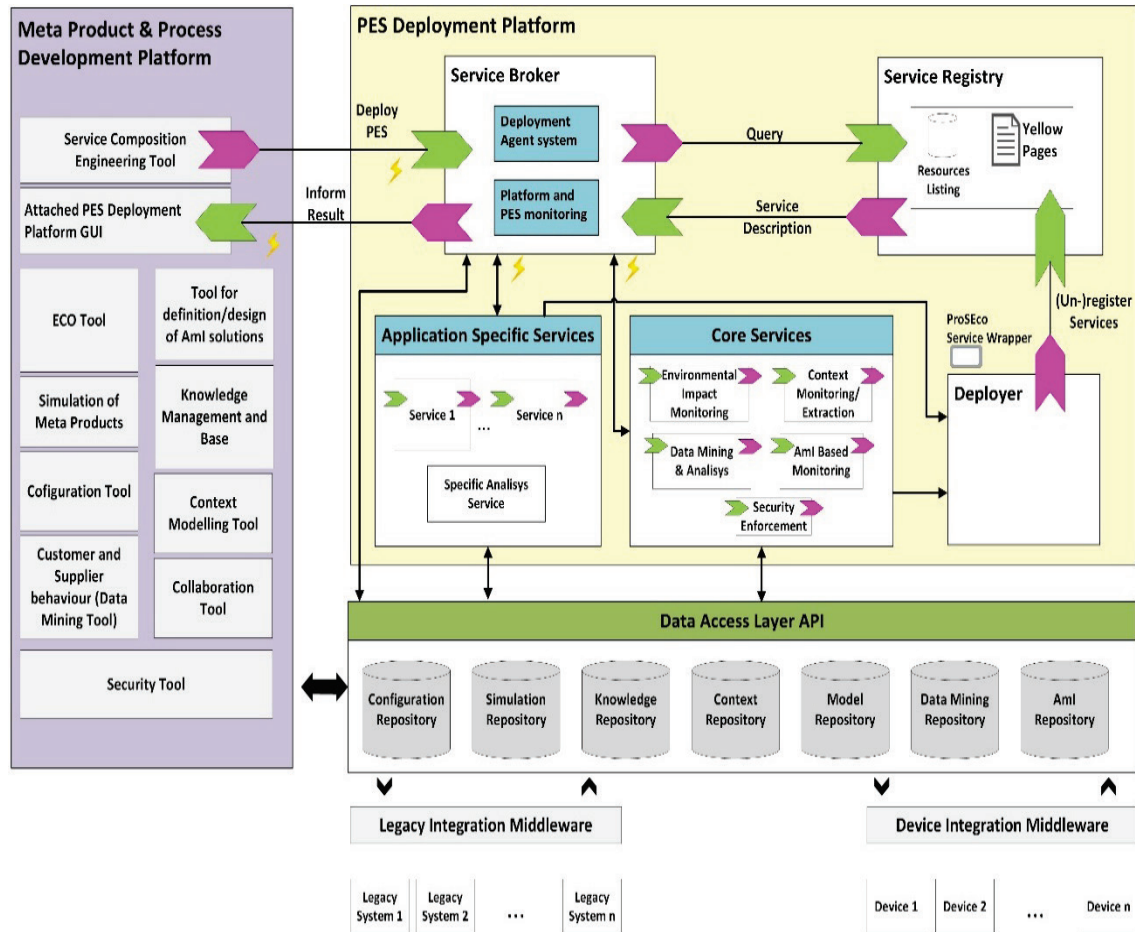 Meta Product & Process
Development Platform
Service Composition
Engineering Tool
Attached PES Deployment
Platform GUI
ECO Tool
Tool for
definition/design
of AmI solutions
Simulation of
Meta Products
Knowledge
Management and
Base
Cofiguration Tool
Context
Modelling Tool
Customer and
Supplier
behaviour (Data
Mining Tool)
Collaboration
Tool
Security Tool
Deploy
PES
Inform
Result
PES Deployment Platform
Service Broker
Deployment
Agent system
Platform and
PES monitoring
Query
Service
Description
Service Registry
Resources
Listing
Yellow
Pages
(Un-)register
Services
ProSEco
Service Wrapper
Deployer
Application Specific Services
Service 1
...
Service n
Specific Analisys
Service
Core Services
Environmental
Impact
Monitoring
Context
Monitoring/
Extraction
Data Mining
& Analisys
AmI Based
Monitoring
Security
Enforcement
Data Access Layer API
Configuration
Repository
Simulation
Repository
Knowledge
Repository
Context
Repository
Model
Repository
Data Mining
Repository
AmI
Repository
Legacy Integration Middleware
Device Integration Middleware
Legacy
System 1
Legacy
System 2
...
Legacy
System n
Device 1
Device 2
...
Device n